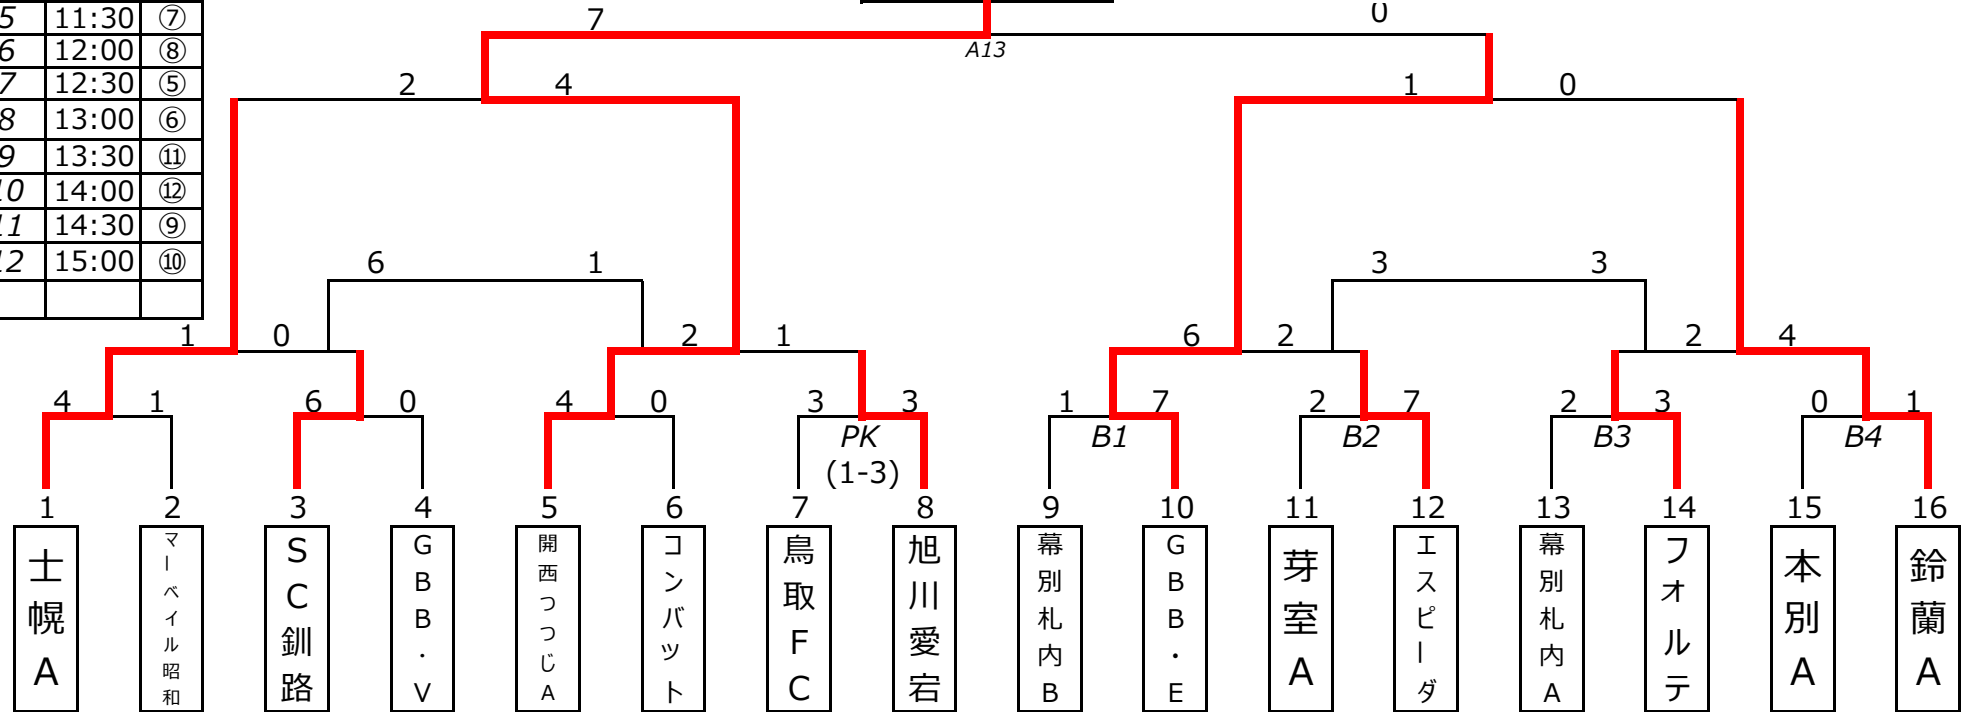 5 11:30 ⑦
6 12:00 ⑧
7 12:30 ⑤
8 13:00 ⑥
9 13:30 ⑪
10 14:00 ⑫
11 14:30 ⑨
12 15:00 ⑩
7 0
A13
2 4 1 0
6 1 3 3
1 0 2 1 6 2 2 4
4 1 6 0 4 0 3 3 1 7 2 7 2 3 0 1
PK B1 B2 B3 B4
(1-3)
1 2 3 4 5 6 7 8 9 10 11 12 13 14 15 16
士幌A
マーベイル昭和
SC釧路
GBB・V
開西つつじA
コンバット
鳥取FC
旭川愛宕
幕別札内B
GBB・E
芽室A
エスピーダ
幕別札内A
フォルテ
本別A
鈴蘭A